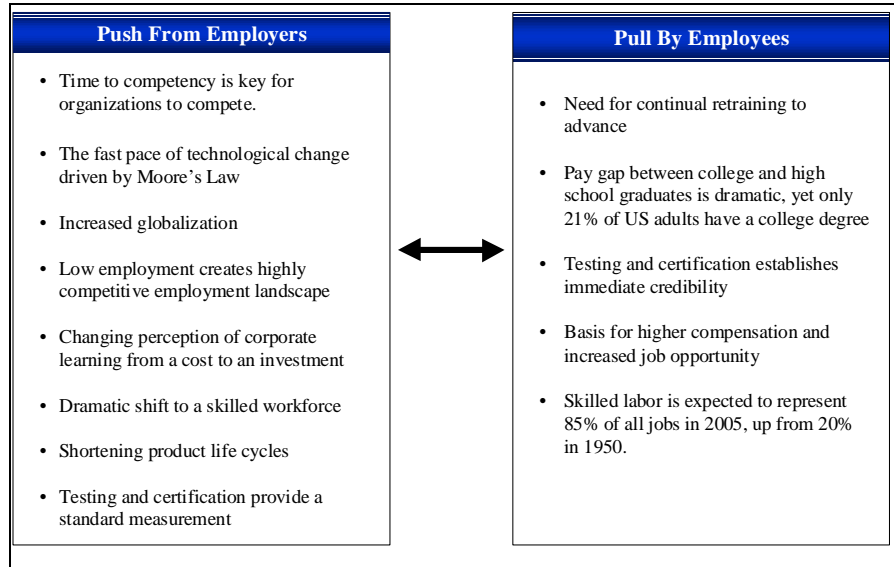 Push From Employers
• Time to competency is key for
organizations to compete.
• The fast pace of technological change
driven by Moore's Law
• Increased globalization
• Low employment creates highly
competitive employment landscape
• Changing perception of corporate
learning from a cost to an investment
• Dramatic shift to a skilled workforce
• Shortening product life cycles
• Testing and certification provide a
standard measurement
Pull By Employees
• Need for continual retraining to
advance
• Pay gap between college and high
school graduates is dramatic, yet only
21% of US adults have a college degree
• Testing and certification establishes
immediate credibility
• Basis for higher compensation and
increased job opportunity
• Skilled labor is expected to represent
85% of all jobs in 2005, up from 20%
in 1950.